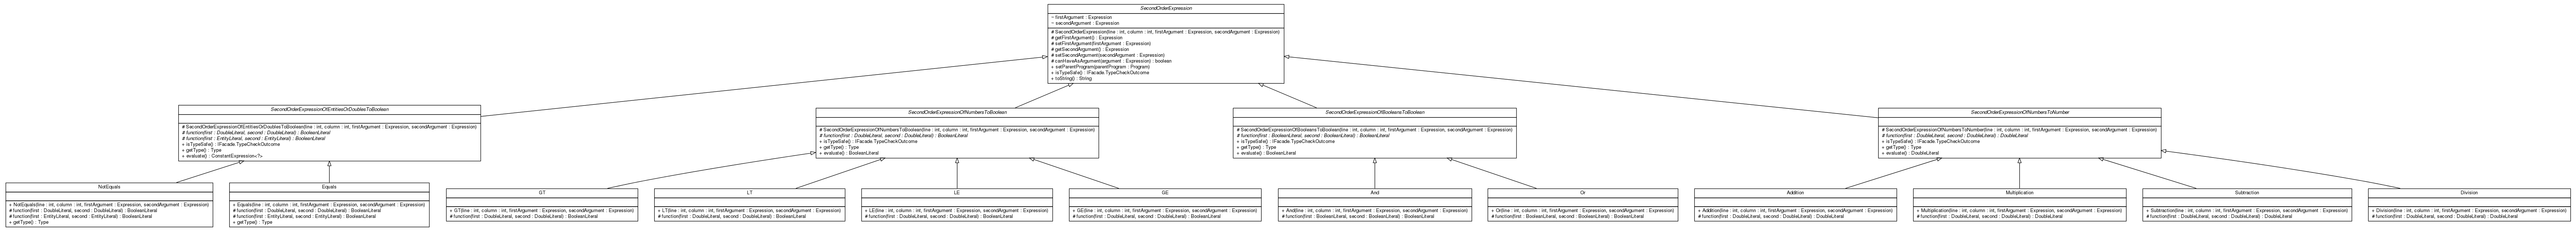 SecondOrderExpression
~ firstArgument : Expression
~ secondArgument : Expression
# SecondOrderExpression(line : int, column : int, firstArgument : Expression, secondArgument : Expression)
# getFirstArgument() : Expression
# setFirstArgument(firstArgument : Expression)
# getSecondArgument() : Expression
# setSecondArgument(secondArgument : Expression)
# canHaveAsArgument(argument : Expression) : boolean
+ setParentProgram(parentProgram : Program)
+ isTypeSafe() : IFacade.TypeCheckOutcome
+ toString() : String
SecondOrderExpressionOfEntitiesOrDoublesToBoolean
# SecondOrderExpressionOfEntitiesOrDoublesToBoolean(line : int, column : int, firstArgument : Expression, secondArgument : Expression)
# function(first : DoubleLiteral, second : DoubleLiteral) : BooleanLiteral
# function(first : EntityLiteral, second : EntityLiteral) : BooleanLiteral
+ isTypeSafe() : IFacade.TypeCheckOutcome
+ getType() : Type
+ evaluate() : ConstantExpression<?>
SecondOrderExpressionOfNumbersToBoolean
# SecondOrderExpressionOfNumbersToBoolean(line : int, column : int, firstArgument : Expression, secondArgument : Expression)
# function(first : DoubleLiteral, second : DoubleLiteral) : BooleanLiteral
+ isTypeSafe() : IFacade.TypeCheckOutcome
+ getType() : Type
+ evaluate() : BooleanLiteral
SecondOrderExpressionOfBooleansToBoolean
# SecondOrderExpressionOfBooleansToBoolean(line : int, column : int, firstArgument : Expression, secondArgument : Expression)
# function(first : BooleanLiteral, second : BooleanLiteral) : BooleanLiteral
+ isTypeSafe() : IFacade.TypeCheckOutcome
+ getType() : Type
+ evaluate() : BooleanLiteral
SecondOrderExpressionOfNumbersToNumber
# SecondOrderExpressionOfNumbersToNumber(line : int, column : int, firstArgument : Expression, secondArgument : Expression)
# function(first : DoubleLiteral, second : DoubleLiteral) : DoubleLiteral
+ isTypeSafe() : IFacade.TypeCheckOutcome
+ getType() : Type
+ evaluate() : DoubleLiteral
NotEquals
+ NotEquals(line : int, column : int, firstArgument : Expression, secondArgument : Expression)
# function(first : DoubleLiteral, second : DoubleLiteral) : BooleanLiteral
# function(first : EntityLiteral, second : EntityLiteral) : BooleanLiteral
+ getType() : Type
Equals
+ Equals(line : int, column : int, firstArgument : Expression, secondArgument : Expression)
# function(first : DoubleLiteral, second : DoubleLiteral) : BooleanLiteral
# function(first : EntityLiteral, second : EntityLiteral) : BooleanLiteral
+ getType() : Type
GT
+ GT(line : int, column : int, firstArgument : Expression, secondArgument : Expression)
# function(first : DoubleLiteral, second : DoubleLiteral) : BooleanLiteral
LT
+ LT(line : int, column : int, firstArgument : Expression, secondArgument : Expression)
# function(first : DoubleLiteral, second : DoubleLiteral) : BooleanLiteral
LE
+ LE(line : int, column : int, firstArgument : Expression, secondArgument : Expression)
# function(first : DoubleLiteral, second : DoubleLiteral) : BooleanLiteral
GE
+ GE(line : int, column : int, firstArgument : Expression, secondArgument : Expression)
# function(first : DoubleLiteral, second : DoubleLiteral) : BooleanLiteral
And
+ And(line : int, column : int, firstArgument : Expression, secondArgument : Expression)
# function(first : BooleanLiteral, second : BooleanLiteral) : BooleanLiteral
Or
+ Or(line : int, column : int, firstArgument : Expression, secondArgument : Expression)
# function(first : BooleanLiteral, second : BooleanLiteral) : BooleanLiteral
Addition
+ Addition(line : int, column : int, firstArgument : Expression, secondArgument : Expression)
# function(first : DoubleLiteral, second : DoubleLiteral) : DoubleLiteral
Multiplication
+ Multiplication(line : int, column : int, firstArgument : Expression, secondArgument : Expression)
# function(first : DoubleLiteral, second : DoubleLiteral) : DoubleLiteral
Subtraction
+ Subtraction(line : int, column : int, firstArgument : Expression, secondArgument : Expression)
# function(first : DoubleLiteral, second : DoubleLiteral) : DoubleLiteral
Division
+ Division(line : int, column : int, firstArgument : Expression, secondArgument : Expression)
# function(first : DoubleLiteral, second : DoubleLiteral) : DoubleLiteral